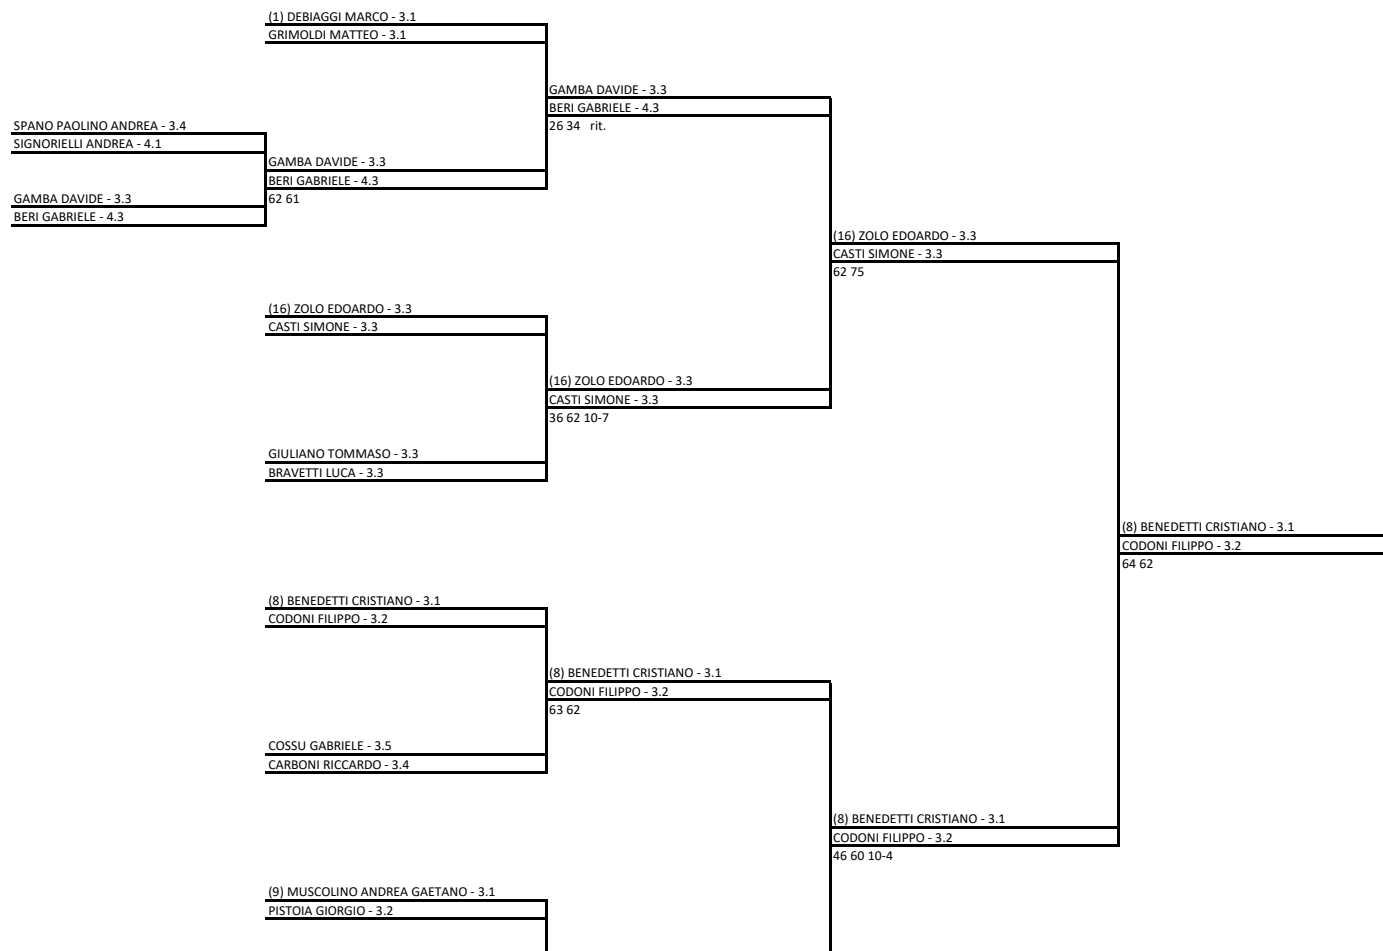 (1) DEBIAGGI MARCO - 3.1
GRIMOLDI MATTEO - 3.1
GAMBA DAVIDE - 3.3
BERI GABRIELE - 4.3
26 34 rit.
SPANO PAOLINO ANDREA - 3.4
SIGNORIELLI ANDREA - 4.1
GAMBA DAVIDE - 3.3
BERI GABRIELE - 4.3
62 61
GAMBA DAVIDE - 3.3
BERI GABRIELE - 4.3
(16) ZOLO EDOARDO - 3.3
CASTI SIMONE - 3.3
62 75
(16) ZOLO EDOARDO - 3.3
CASTI SIMONE - 3.3
(16) ZOLO EDOARDO - 3.3
CASTI SIMONE - 3.3
36 62 10-7
GIULIANO TOMMASO - 3.3
BRAVETTI LUCA - 3.3
(8) BENEDETTI CRISTIANO - 3.1
CODONI FILIPPO - 3.2
64 62
(8) BENEDETTI CRISTIANO - 3.1
CODONI FILIPPO - 3.2
(8) BENEDETTI CRISTIANO - 3.1
CODONI FILIPPO - 3.2
63 62
COSSU GABRIELE - 3.5
CARBONI RICCARDO - 3.4
(8) BENEDETTI CRISTIANO - 3.1
CODONI FILIPPO - 3.2
46 60 10-4
(9) MUSCOLINO ANDREA GAETANO - 3.1
PISTOIA GIORGIO - 3.2